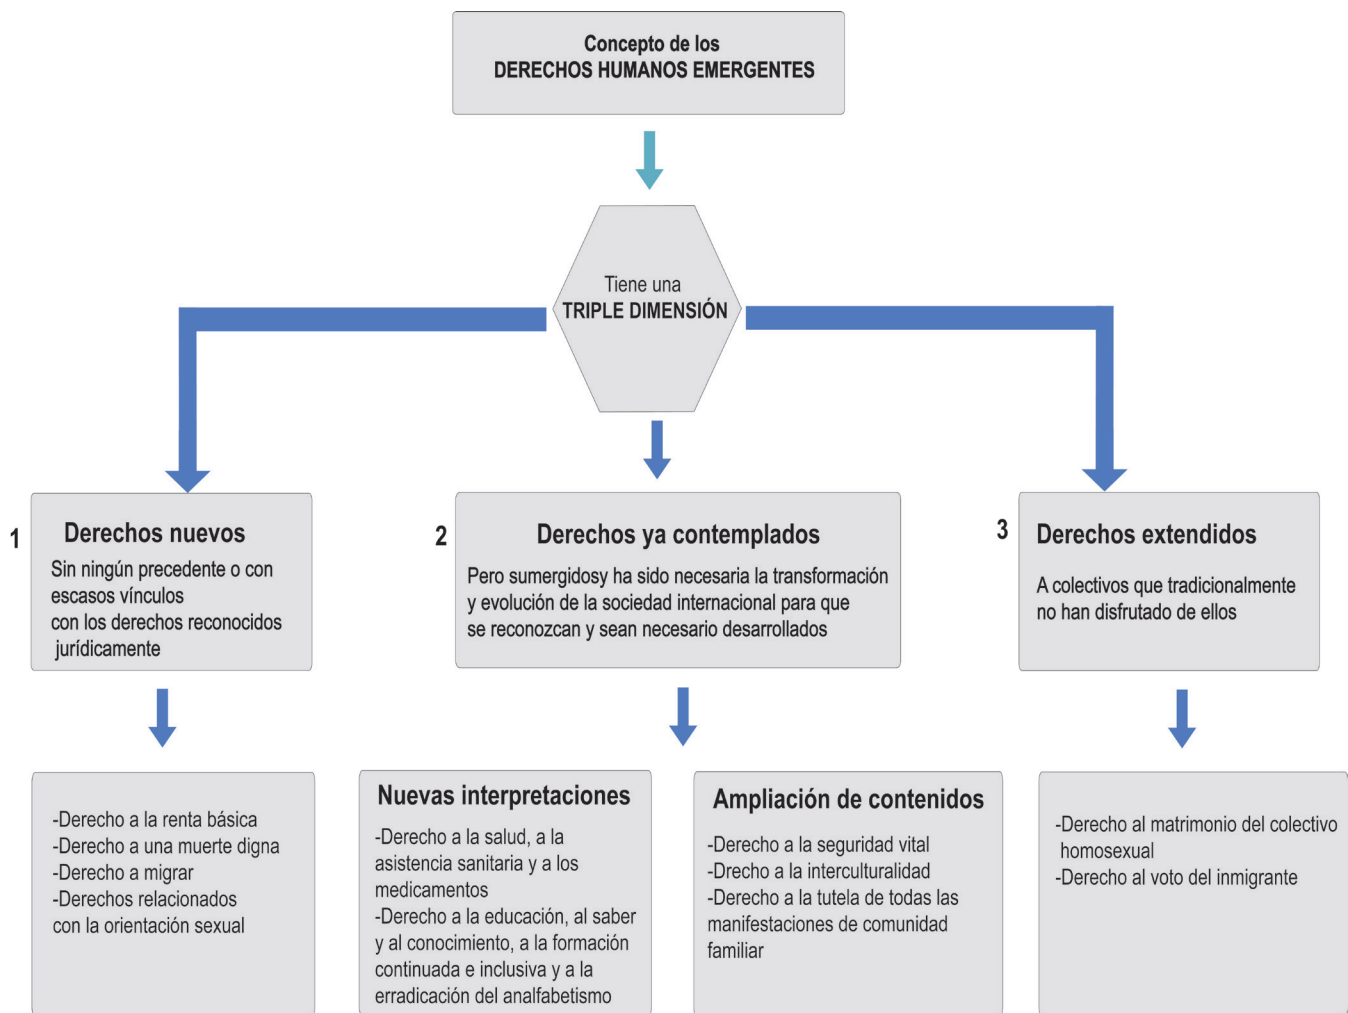 Concepto de los
DERECHOS HUMANOS EMERGENTES
Tiene una
TRIPLE DIMENSIÓN
1
Derechos nuevos
Sin ningún precedente o con
escasos vínculos
con los derechos reconocidos
jurídicamente
2
Derechos ya contemplados
Pero sumergidosy ha sido necesaria la transformación
y evolución de la sociedad internacional para que
se reconozcan y sean necesario desarrollados
3
Derechos extendidos
A colectivos que tradicionalmente
no han disfrutado de ellos
-Derecho a la renta básica
-Derecho a una muerte digna
-Derecho a migrar
-Derechos relacionados
con la orientación sexual
Nuevas interpretaciones
-Derecho a la salud, a la
asistencia sanitaria y a los
medicamentos
-Derecho a la educación, al saber
y al conocimiento, a la formación
continuada e inclusiva y a la
erradicación del analfabetismo
Ampliación de contenidos
-Derecho a la seguridad vital
-Drecho a la interculturalidad
-Derecho a la tutela de todas las
manifestaciones de comunidad
familiar
-Derecho al matrimonio del colectivo
homosexual
-Derecho al voto del inmigrante